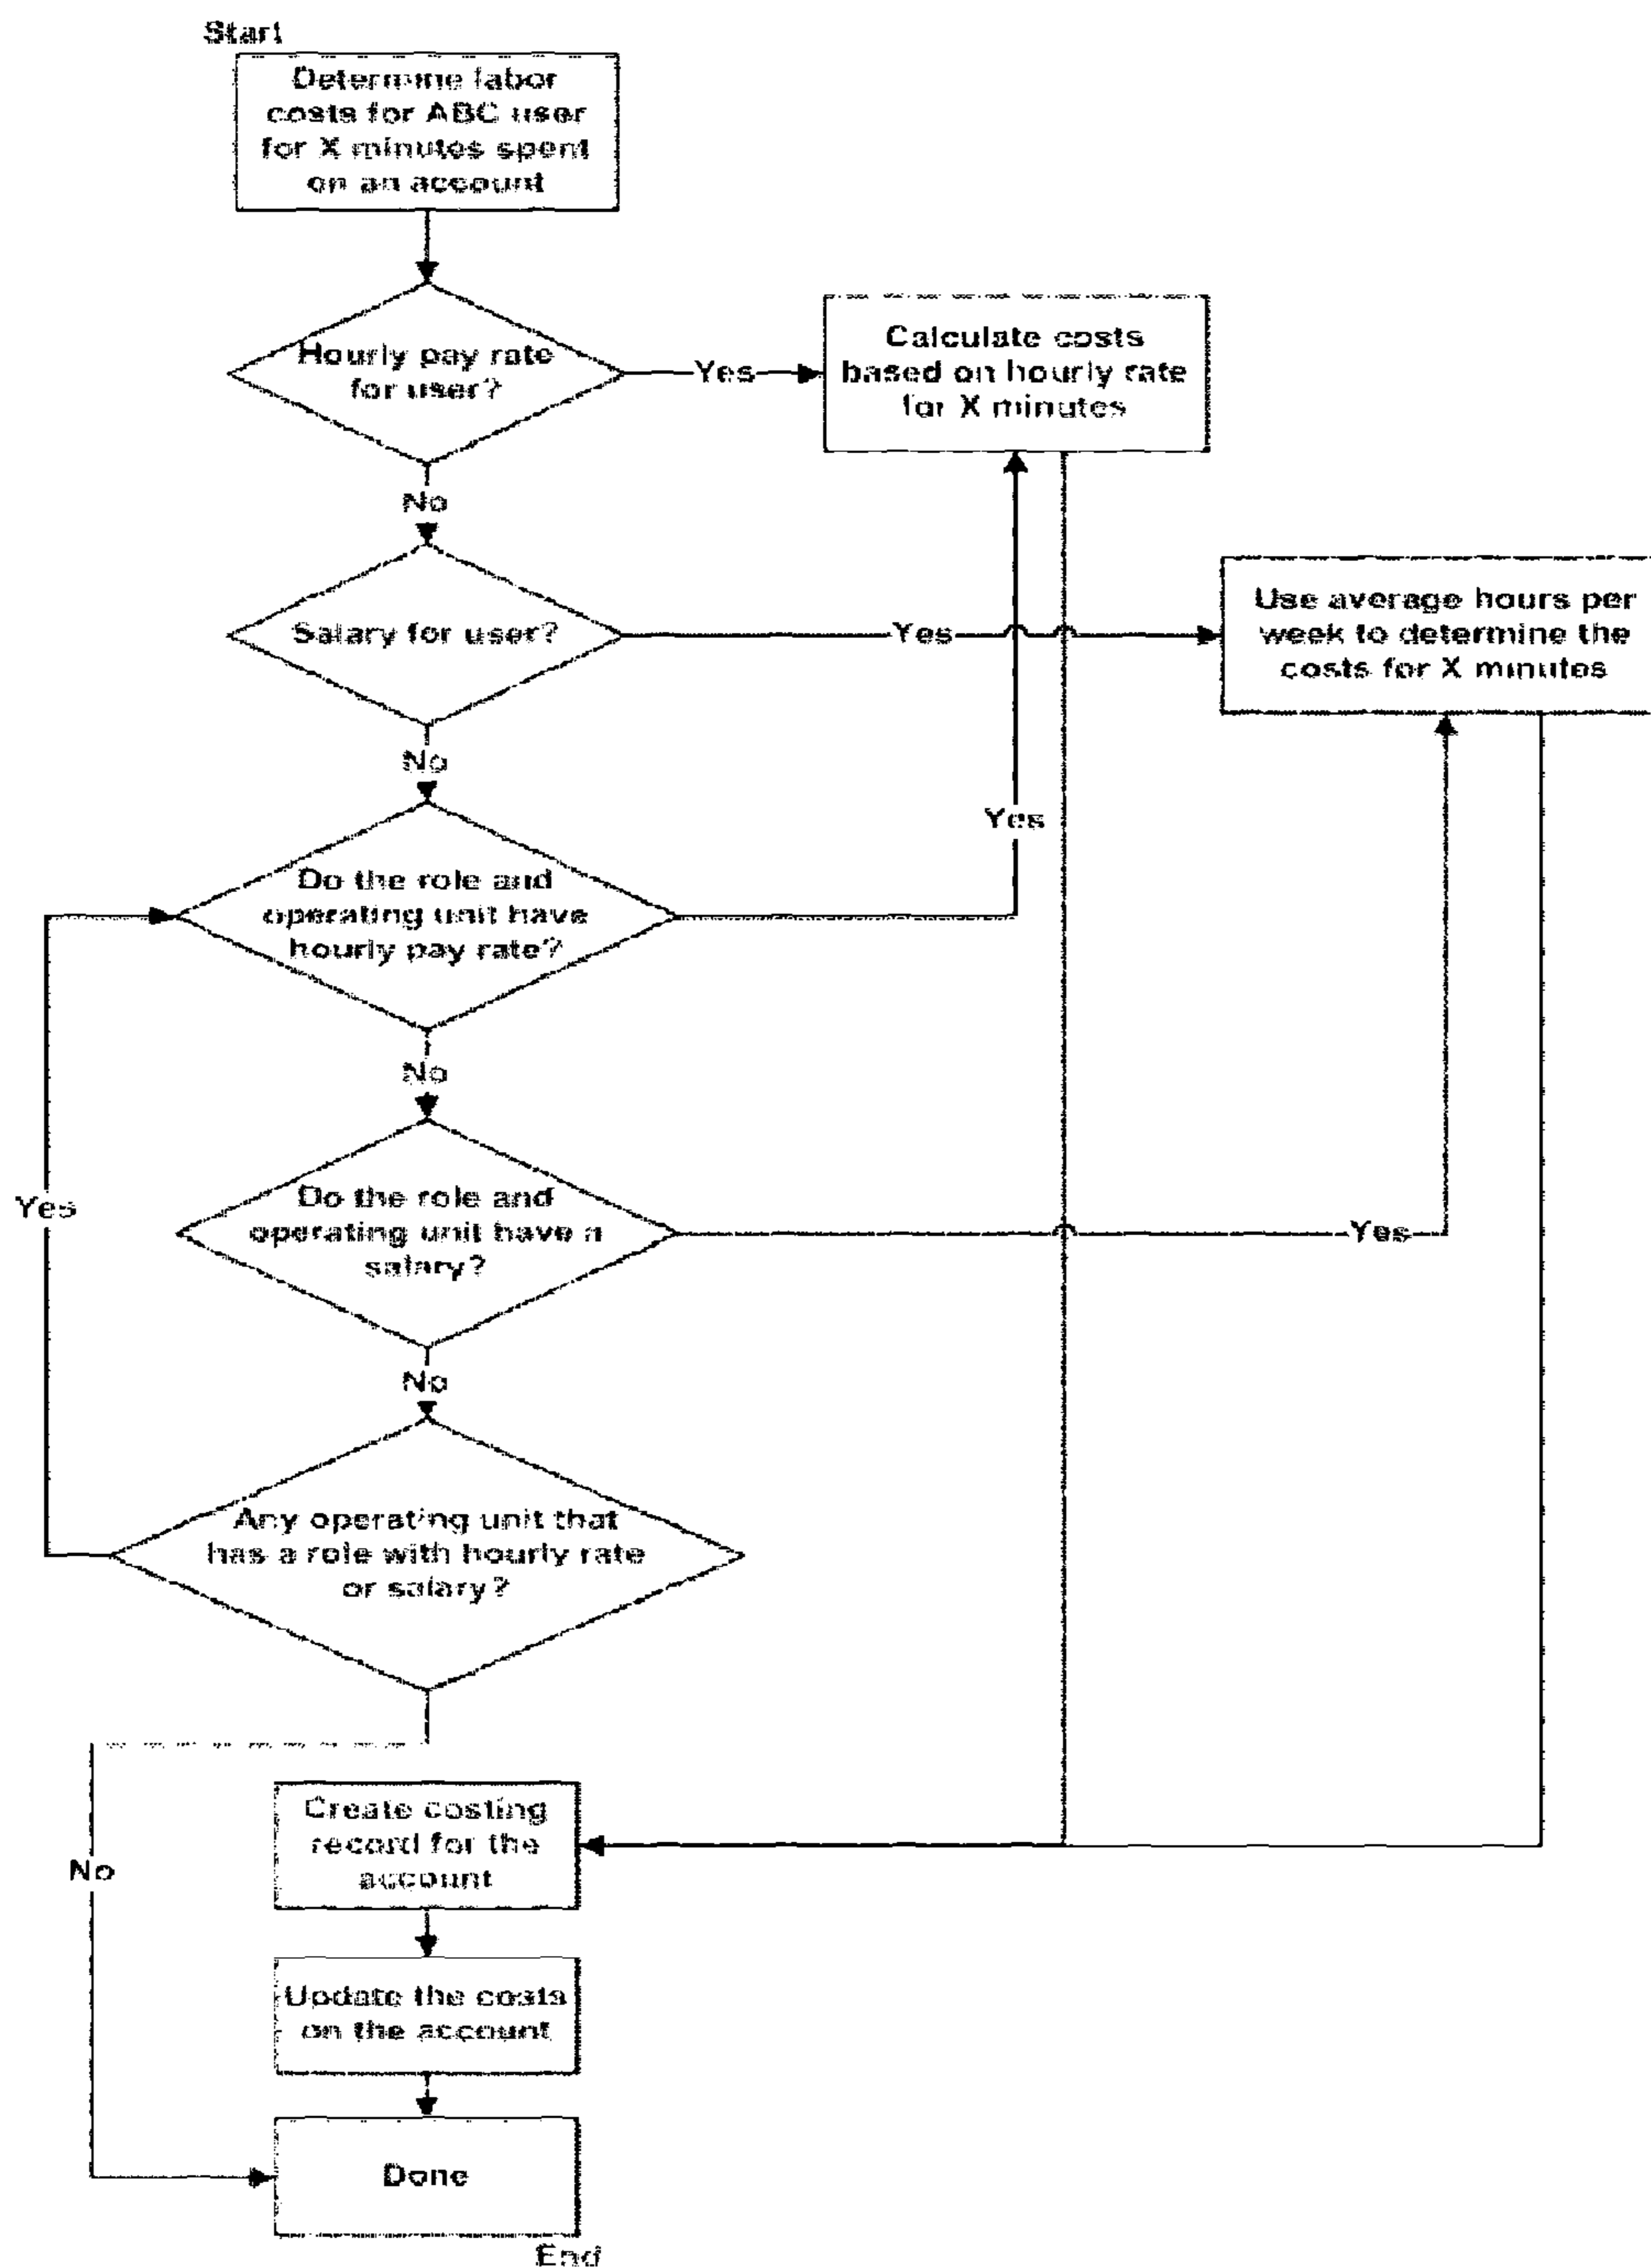 Start
Determine labor
costs for ABC user
for X minutes spent
on an account
Hourly pay rate
for user?
Yes
Calculate costs
based on hourly rate
for X minutes
No
Salary for user?
Yes
Use average hours per
week to determine the
costs for X minutes
No
Yes
Do the role and
operating unit have
hourly pay rate?
No
Yes
Do the role and
operating unit have a
salary?
Yes
No
Any operating unit that
has a role with hourly rate
or salary?
Create costing
record for the
account
No
Update the costs
on the account
Done
End